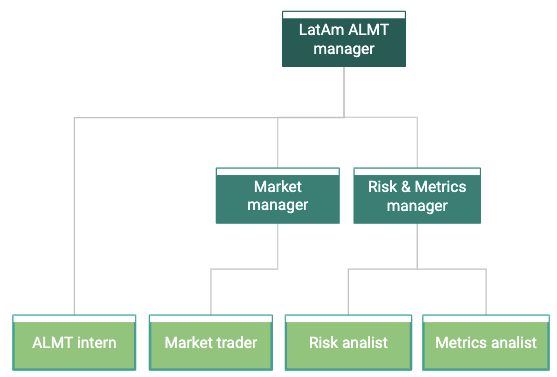 LatAm ALMT
manager
Market
manager
Risk & Metrics
manager
ALMT intern
Market trader
Risk analist
Metrics analist